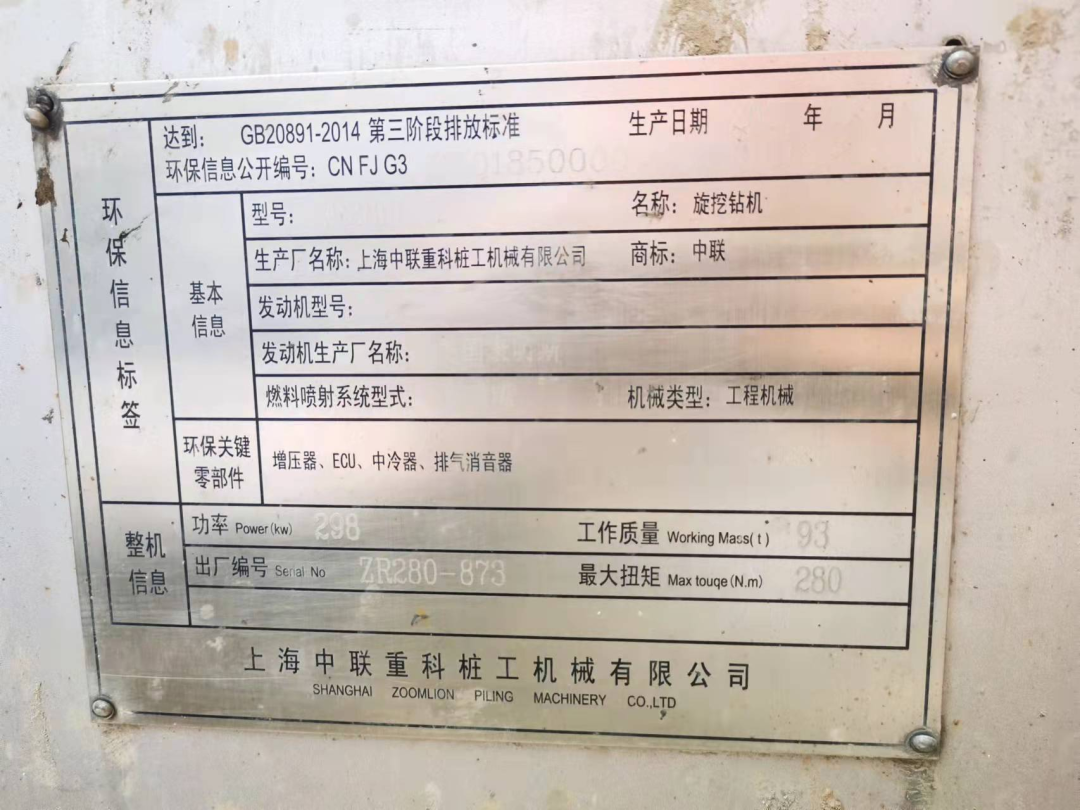 达到： GB20891-2014 第三阶段排放标准 生产日期 年 月
环保信息公开编号：CN FJ G3
环保信息标签
基本信息
型号： 名称：旋挖钻机
生产厂名称：上海中联重科桩工机械有限公司 商标：中联
发动机型号：
发动机生产厂名称：
燃料喷射系统型式： 机械类型：工程机械
环保关键零部件
增压器、ECU、中冷器、排气消音器
整机信息
功率 Power(kw) 298 工作质量 Working Mass(t) 93
出厂编号 Serial No ZR280-873 最大扭矩 Max touqe(N.m) 280
上海中联重科桩工机械有限公司
SHANGHAI ZOOMLION PILING MACHINERY CO.,LTD